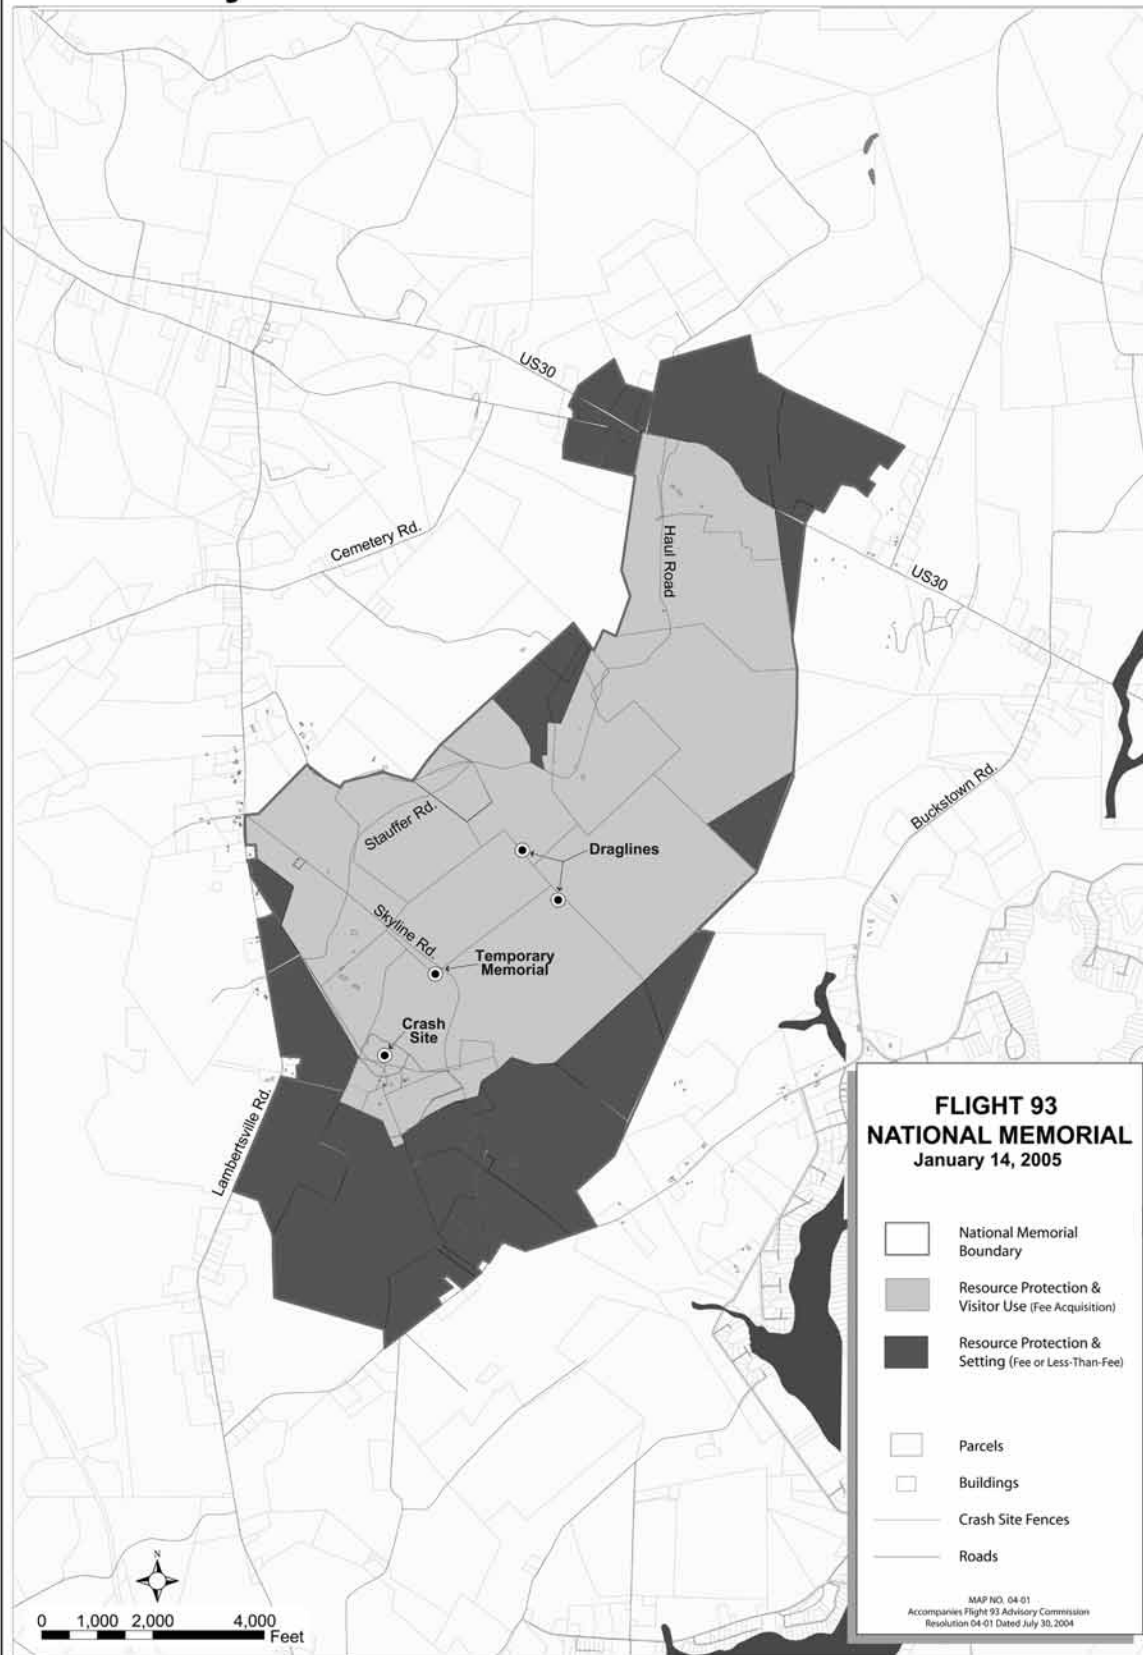 US30
Cemetery Rd.
Haul Road
US30
Buckstown Rd.
Stauffer Rd.
Draglines
Skyline Rd.
Temporary
Memorial
Crash
Site
Lambertsville Rd.
FLIGHT 93
NATIONAL MEMORIAL
January 14, 2005
National Memorial
Boundary
Resource Protection &
Visitor Use (Fee Acquisition)
Resource Protection &
Setting (Fee or Less-Than-Fee)
Parcels
Buildings
Crash Site Fences
Roads
MAP NO. 04-01
Accompanies Flight 93 Advisory Commission
Resolution 04-01 Dated July 30, 2004
N
0 1,000 2,000 4,000
Feet